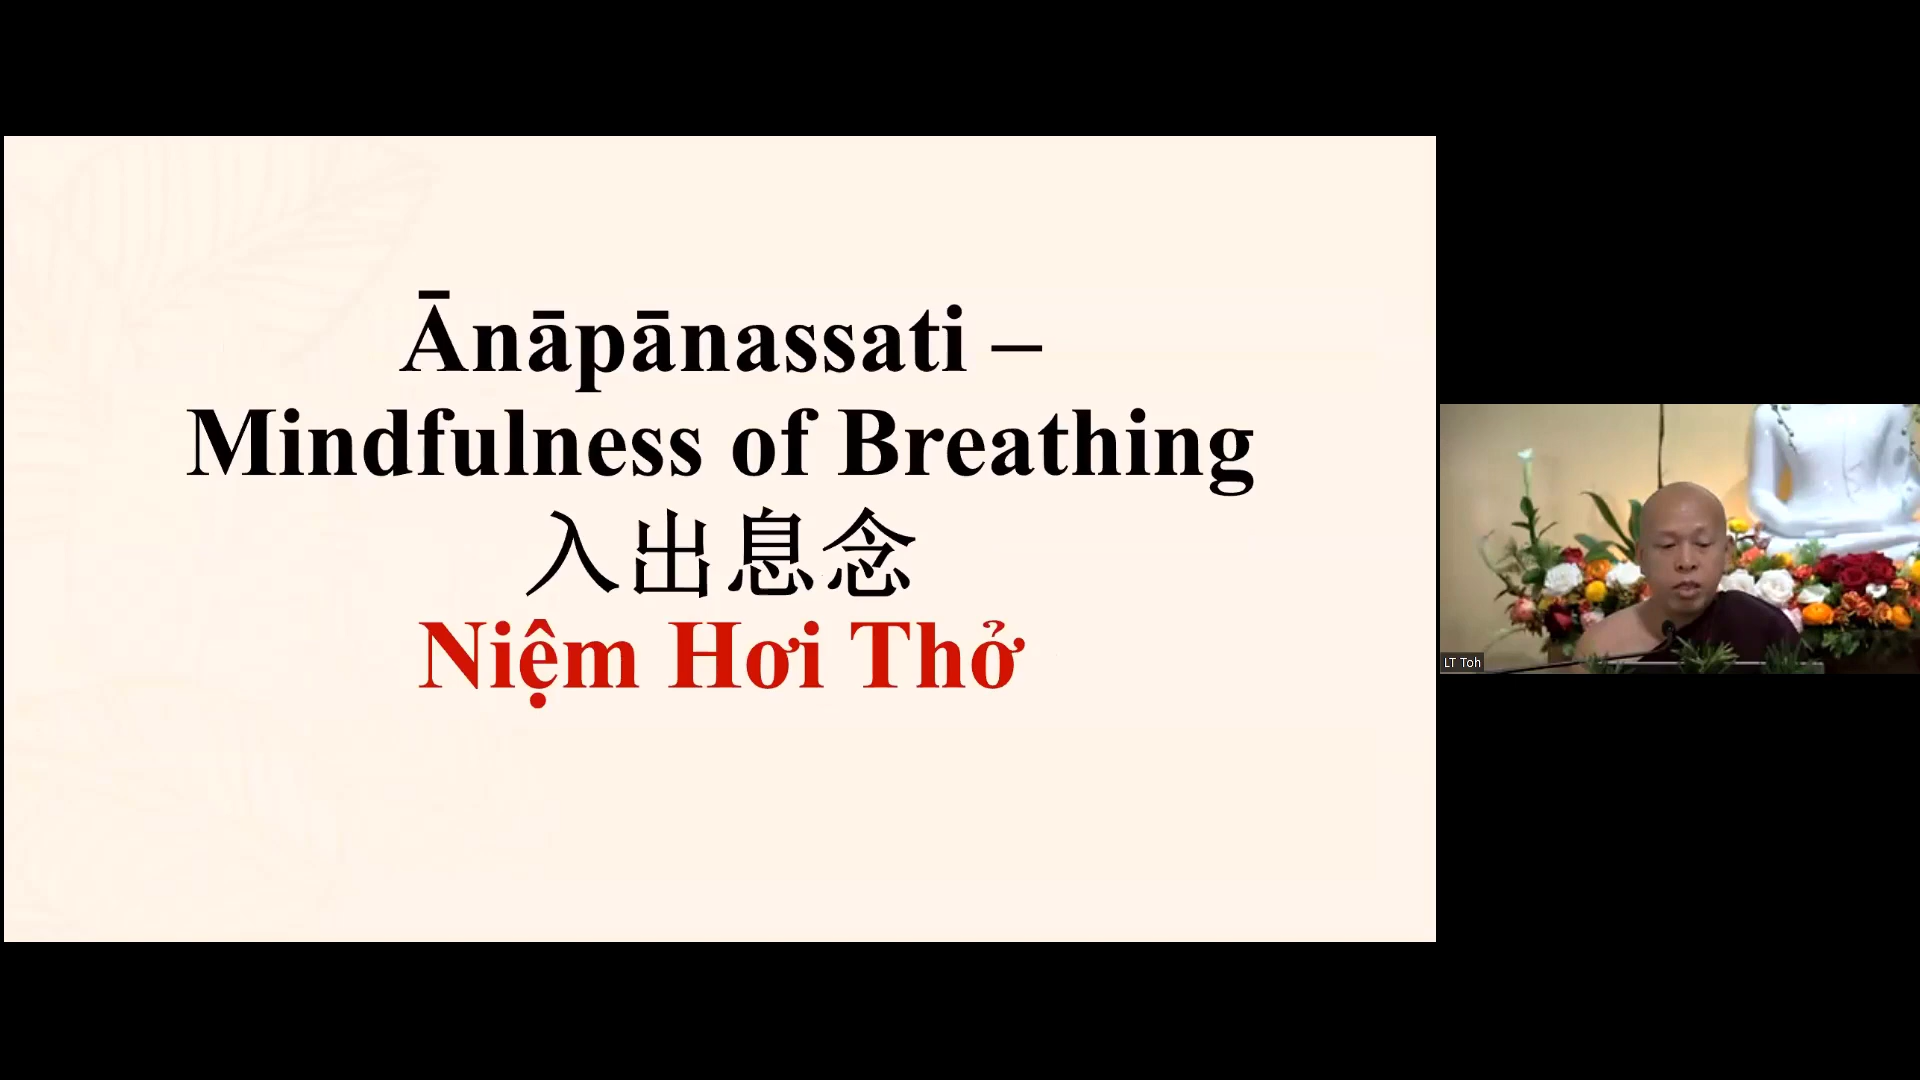 Ānāpānassati –
Mindfulness of Breathing
入出息念
Niệm Hơi Thở
LT Toh